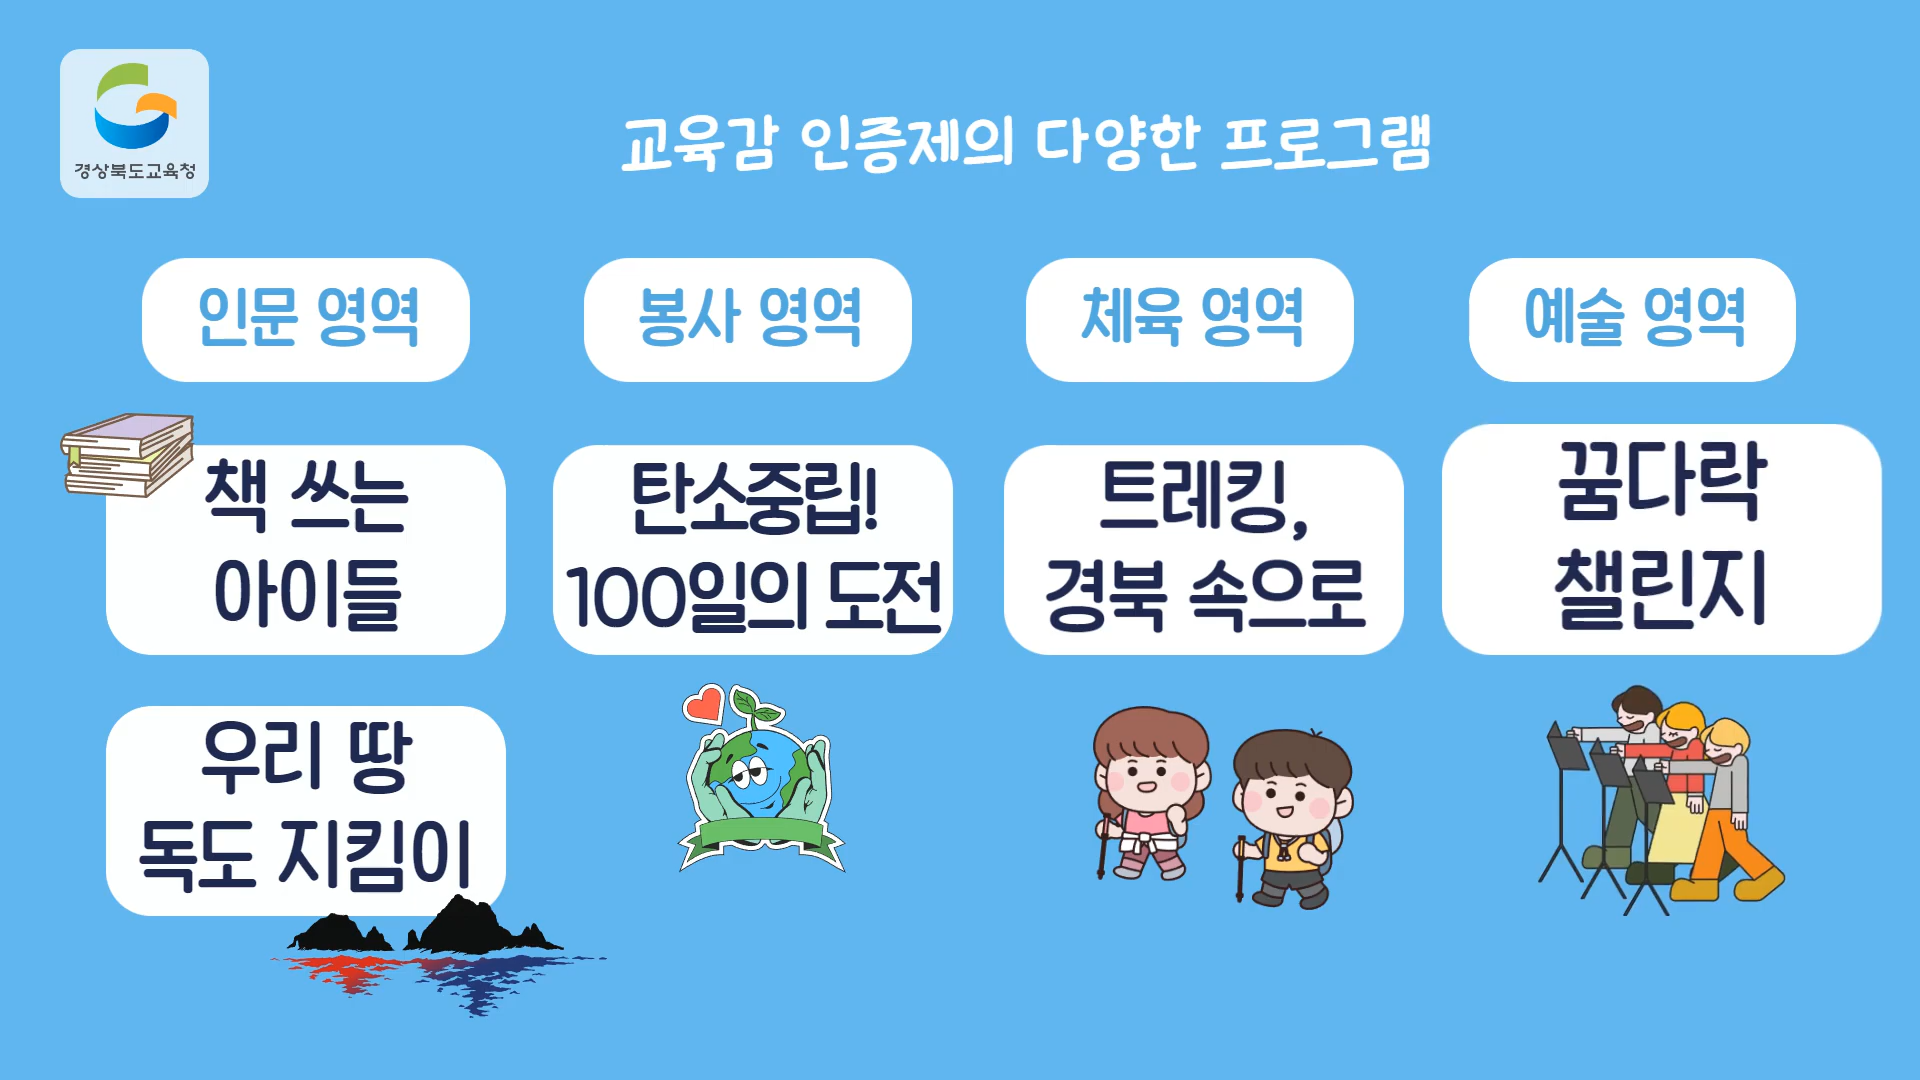 경상북도교육청
교육감 인증제의 다양한 프로그램
인문 영역
봉사 영역
체육 영역
예술 영역
책 쓰는
아이들
탄소중립!
100일의 도전
트레킹,
경북 속으로
꿈다락
챌린지
우리 땅
독도 지킴이